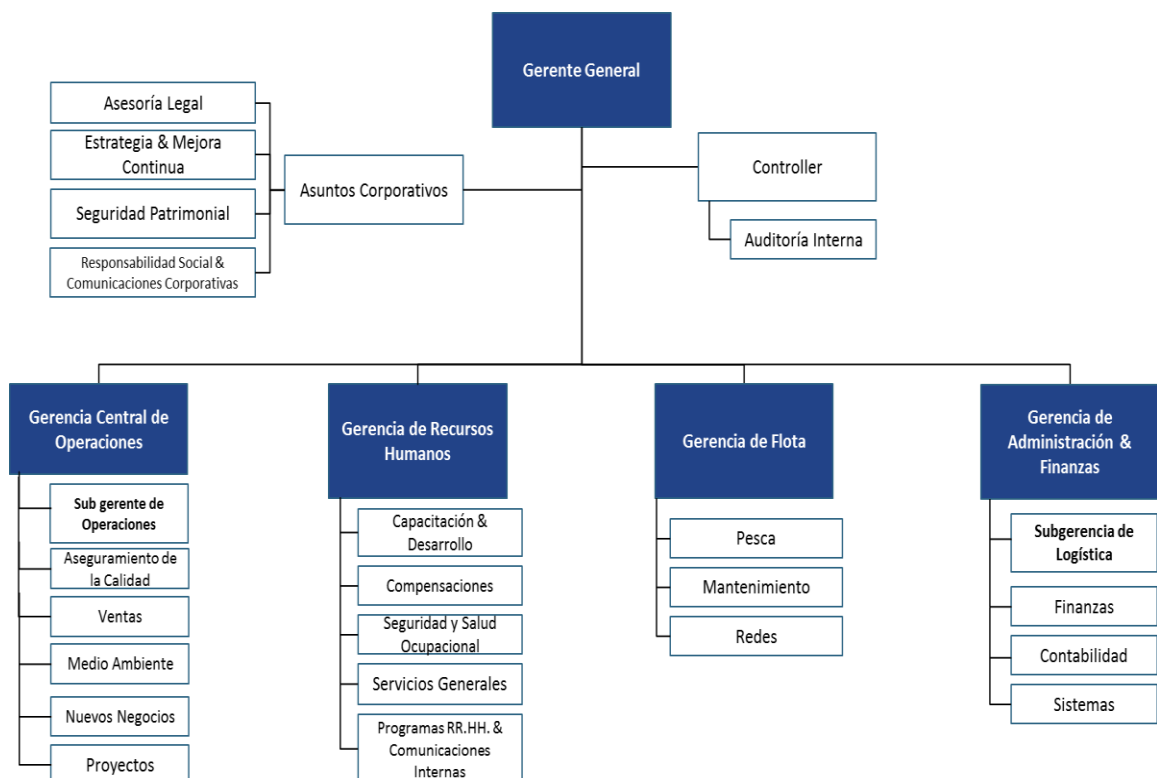 Gerente General
Asesoría Legal
Estrategia & Mejora
Continua
Seguridad Patrimonial
Responsabilidad Social &
Comunicaciones Corporativas
Asuntos Corporativos
Controller
Auditoría Interna
Gerencia Central de
Operaciones
Sub gerente de
Operaciones
Aseguramiento de
la Calidad
Ventas
Medio Ambiente
Nuevos Negocios
Proyectos
Gerencia de Recursos
Humanos
Capacitación &
Desarrollo
Compensaciones
Seguridad y Salud
Ocupacional
Servicios Generales
Programas RR.HH. &
Comunicaciones
Internas
Gerencia de Flota
Pesca
Mantenimiento
Redes
Gerencia de
Administración &
Finanzas
Subgerencia de
Logística
Finanzas
Contabilidad
Sistemas